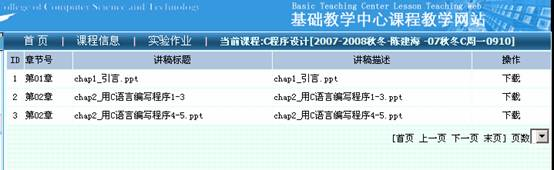 College of Computer Science and Technology
Basic Teaching Center Lesson Teaching Web
基础教学中心课程教学网站
首 页 | 课程信息 | 实验作业 | 当前课程:C程序设计[2007-2008秋冬-陈建海 -07秋冬C周一0910]
ID 章节号 讲稿标题 讲稿描述 操作
1 第01章 chap1_引言.ppt chap1_引言.ppt 下载
2 第02章 chap2_用C语言编写程序1-3 chap2_用C语言编写程序1-3.ppt 下载
3 第02章 chap2_用C语言编写程序4-5.ppt chap2_用C语言编写程序4-5.ppt 下载
[首页 上一页 下一页 末页] 页数